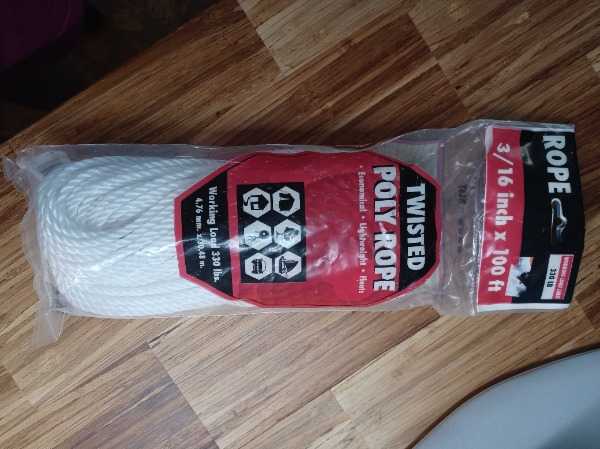 ROPE
3/16 inch x 100 ft
330 LB
TWISTED
POLY ROPE
• Economical • Lightweight • Floats
Working Load 330 lbs.